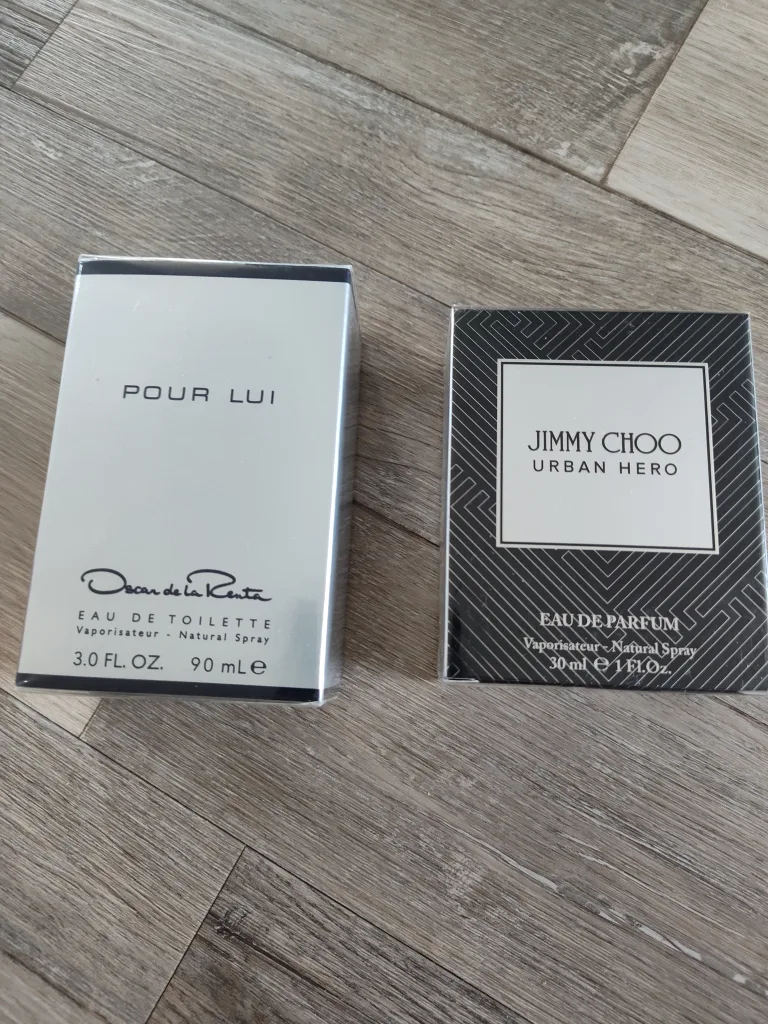 POUR LUI
Oscar de la Renta
EAU DE TOILETTE
Vaporisateur - Natural Spray
3.0 FL. OZ. 90 mL e
JIMMY CHOO
URBAN HERO
EAU DE PARFUM
Vaporisateur - Natural Spray
30 ml e 1 Fl.Oz.